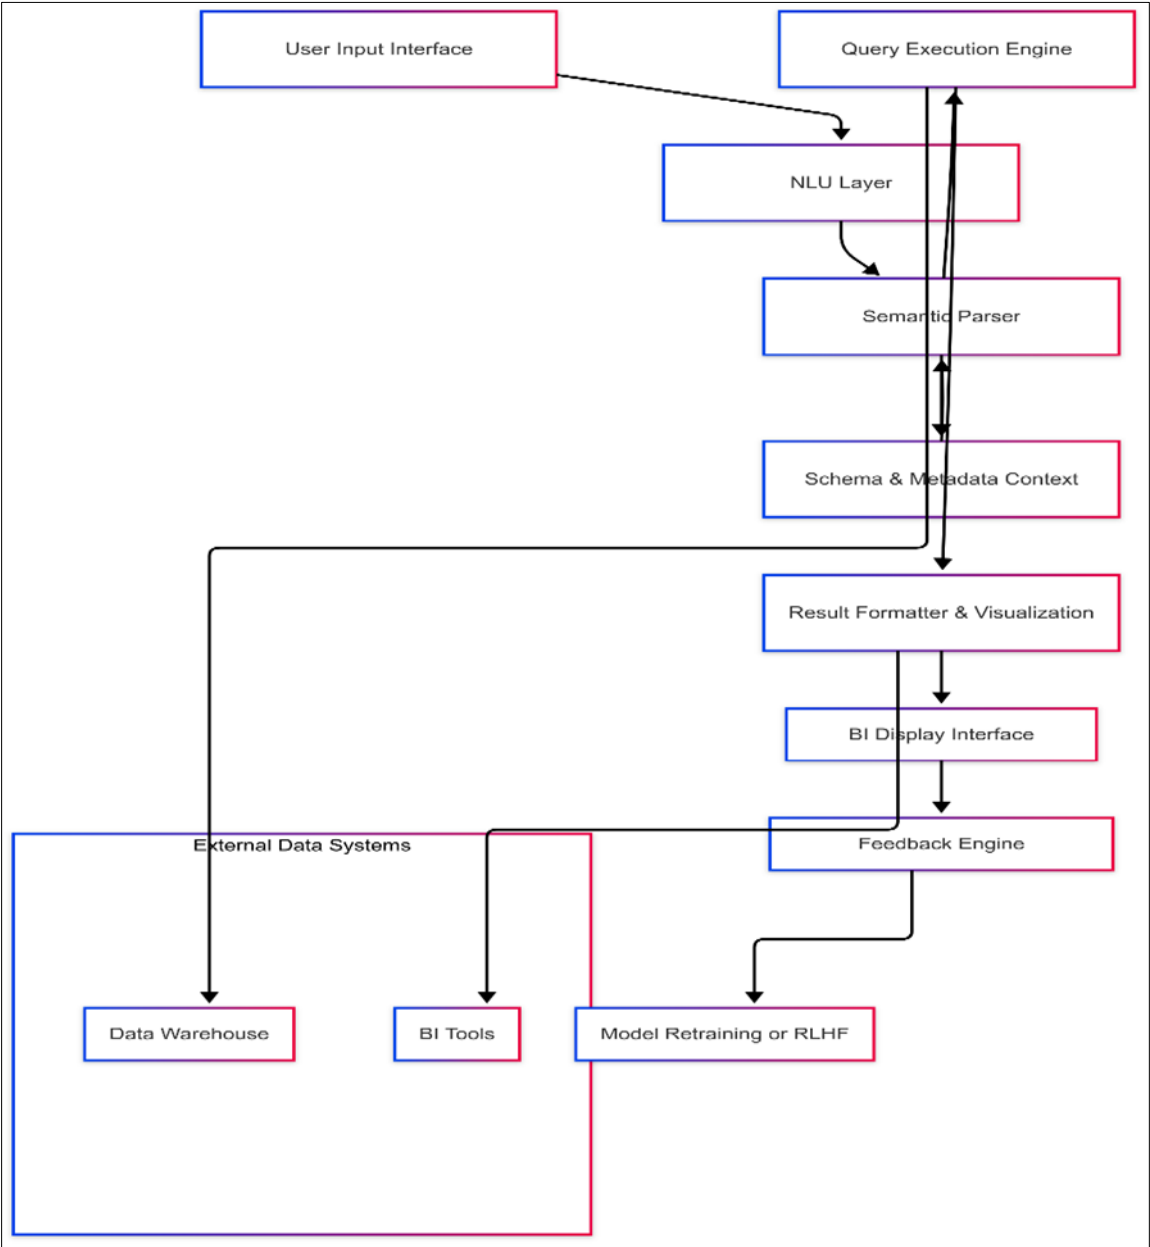 User Input Interface
Query Execution Engine
NLU Layer
Semantic Parser
Schema & Metadata Context
Result Formatter & Visualization
BI Display Interface
Feedback Engine
External Data Systems
Data Warehouse
BI Tools
Model Retraining or RLHF